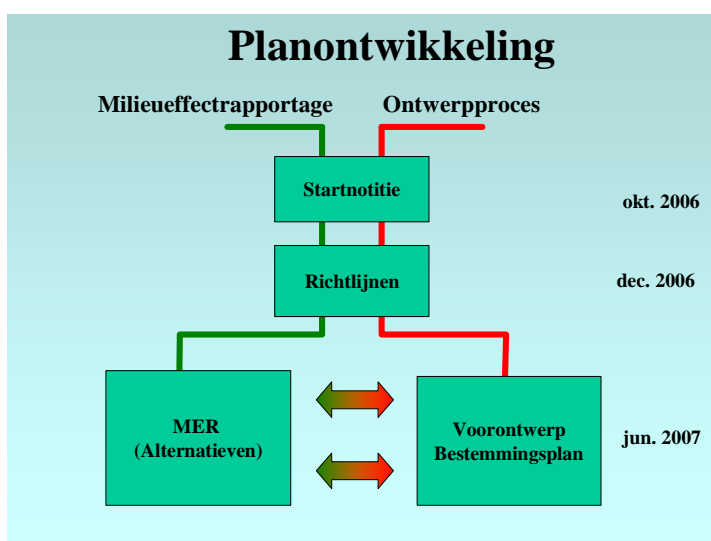 Planontwikkeling
Milieueffectrapportage Ontwerpproces
Startnotitie
okt. 2006
Richtlijnen
dec. 2006
MER
(Alternatieven)
Voorontwerp
Bestemmingsplan
jun. 2007